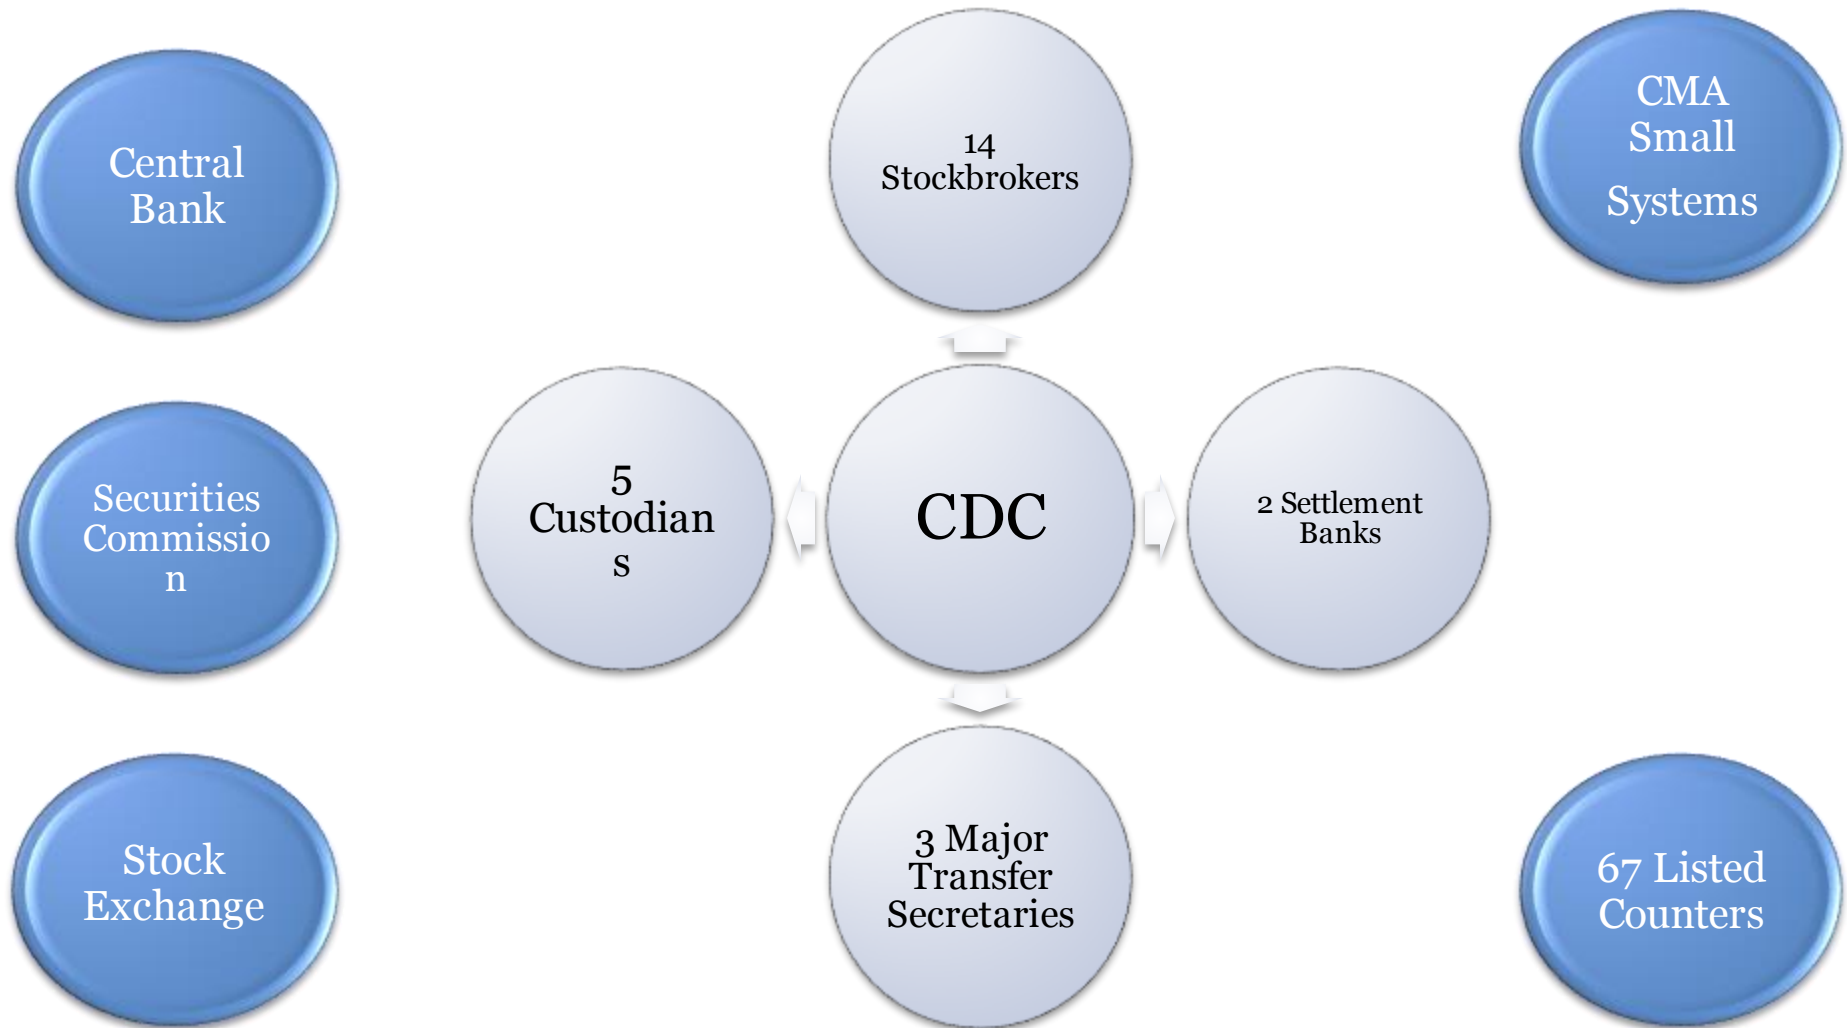 Central
Bank
14
Stockbrokers
CMA
Small
Systems
Securities
Commissio
n
5
Custodian
s
CDC
2 Settlement
Banks
Stock
Exchange
3 Major
Transfer
Secretaries
67 Listed
Counters